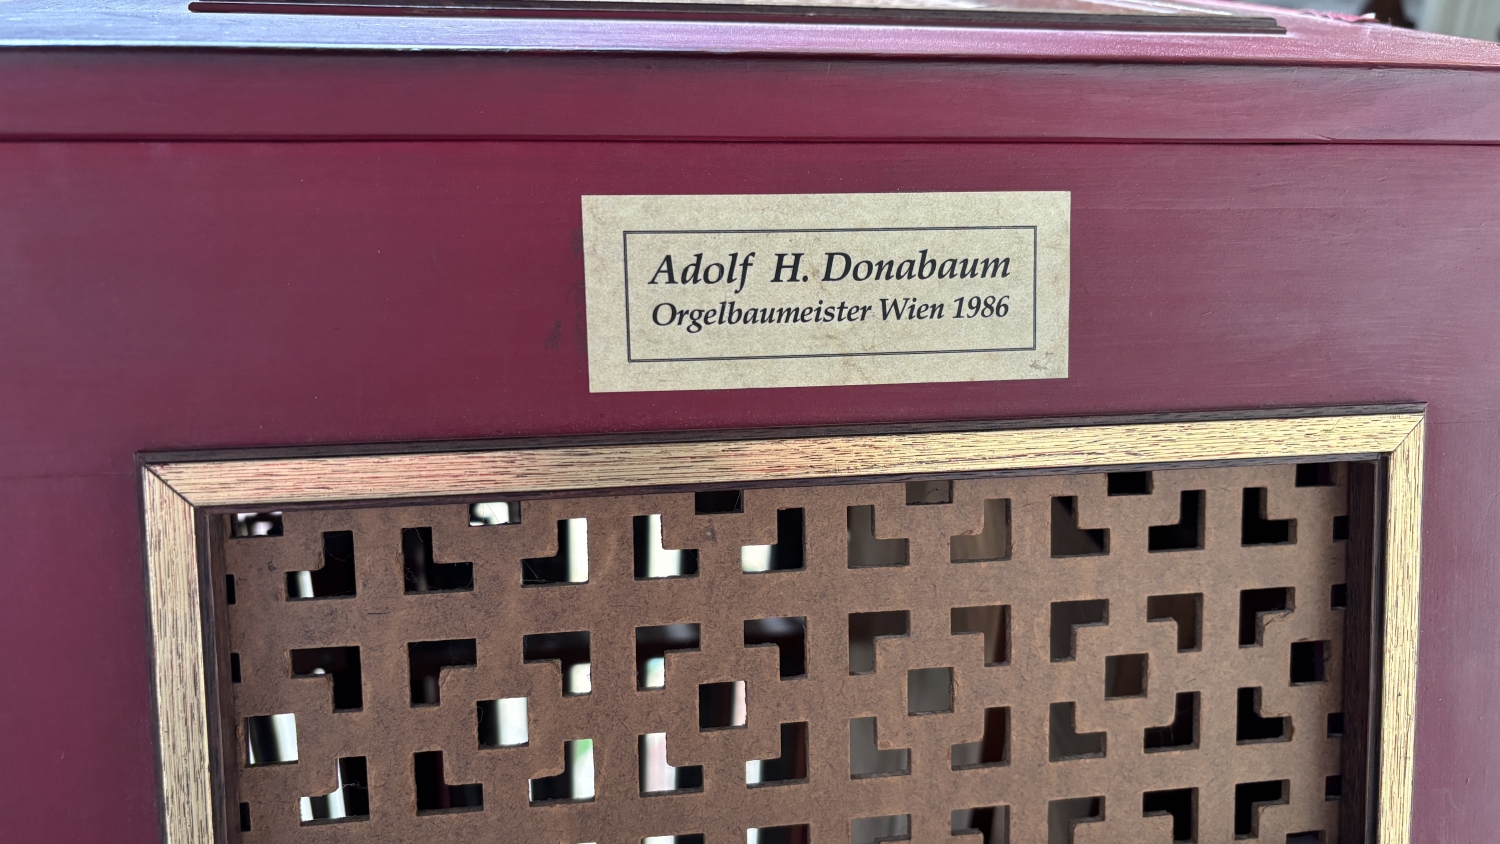 Adolf H. Donabaum
Orgelbaumeister Wien 1986